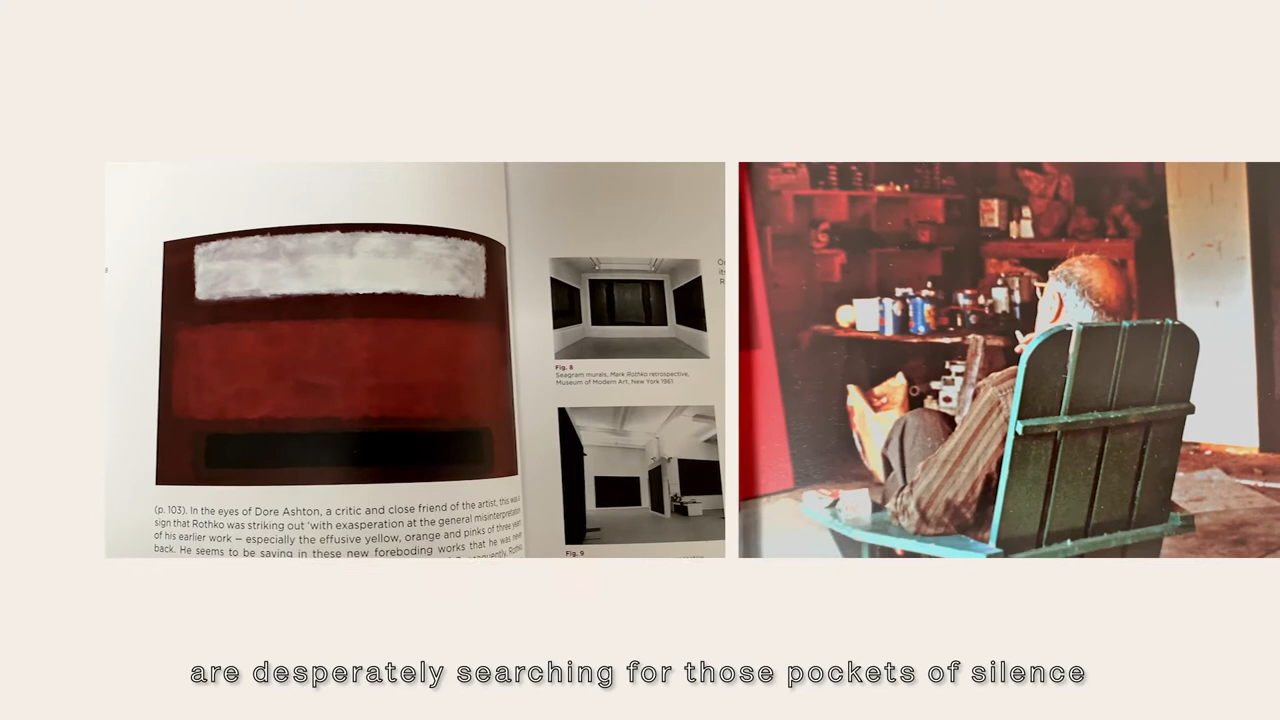 Fig. 8
Seagram murals, Mark Rothko retrospective,
Museum of Modern Art, New York 1961
(p. 103). In the eyes of Dore Ashton, a critic and close friend of the artist, this was a
sign that Rothko was striking out ‘with exasperation at the general misinterpretation
of his earlier work – especially the effusive yellow, orange and pinks of three years
back. He seems to be saying in these new foreboding works that he was never
Fig. 9
are desperately searching for those pockets of silence